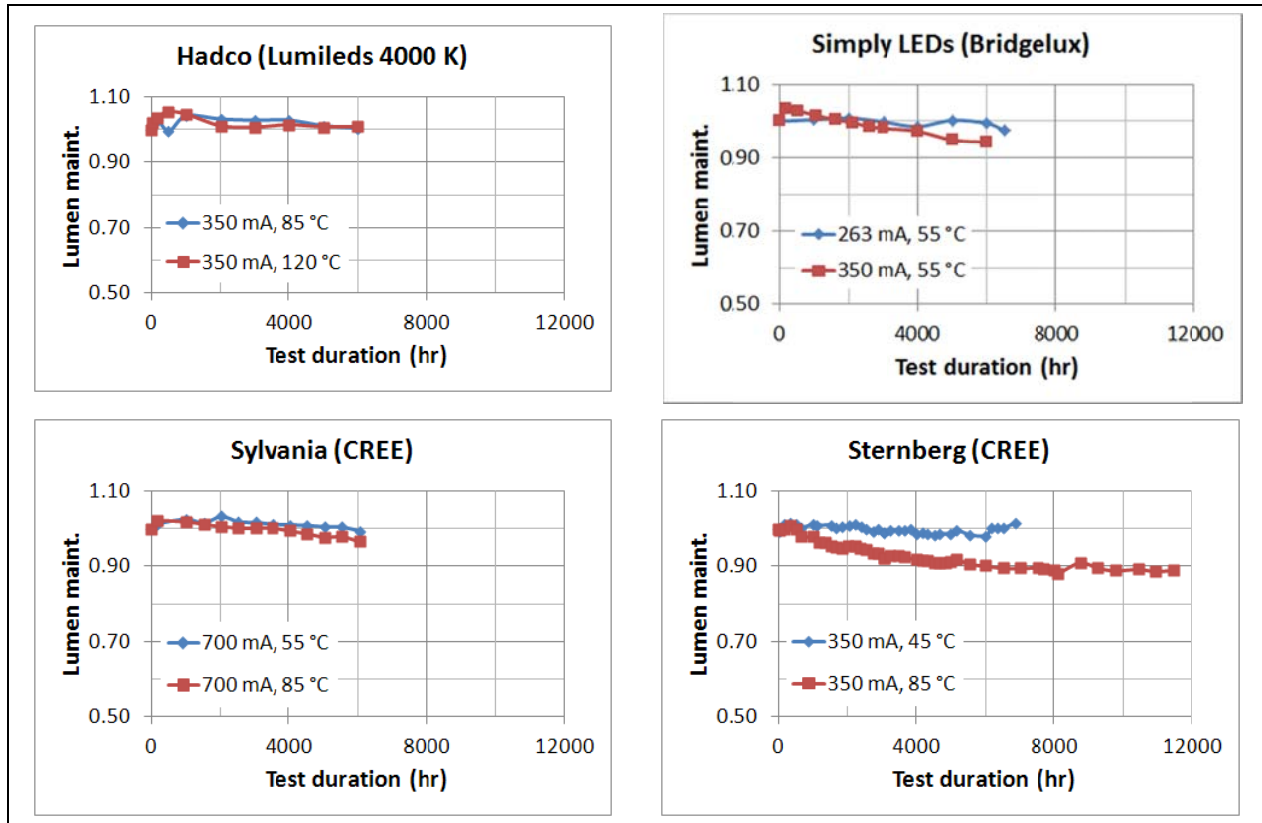 Hadco (Lumileds 4000 K)
1.10
0.90
0.70
0.50
Lumen maint.
350 mA, 85 °C
350 mA, 120 °C
0 4000 8000 12000
Test duration (hr)
Simply LEDs (Bridgelux)
1.10
0.90
0.70
0.50
Lumen maint.
263 mA, 55 °C
350 mA, 55 °C
0 4000 8000 12000
Test duration (hr)
Sylvania (CREE)
1.10
0.90
0.70
0.50
Lumen maint.
700 mA, 55 °C
700 mA, 85 °C
0 4000 8000 12000
Test duration (hr)
Sternberg (CREE)
1.10
0.90
0.70
0.50
Lumen maint.
350 mA, 45 °C
350 mA, 85 °C
0 4000 8000 12000
Test duration (hr)